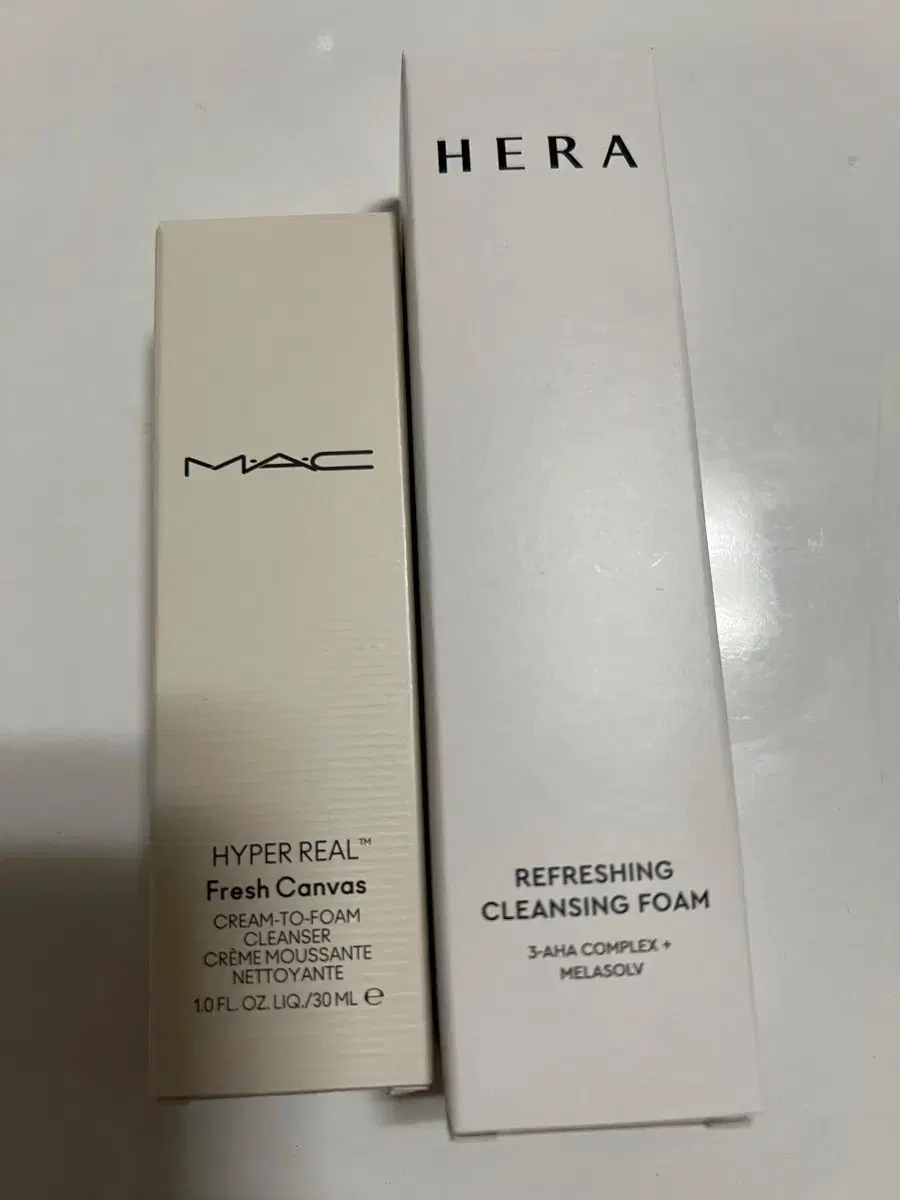 M·A·C
HYPER REAL™
Fresh Canvas
CREAM-TO-FOAM
CLEANSER
CRÈME MOUSSANTE
NETTOYANTE
1.0 FL. OZ. LIQ./30 ML ℮
HERA
REFRESHING
CLEANSING FOAM
3-AHA COMPLEX +
MELASOLV